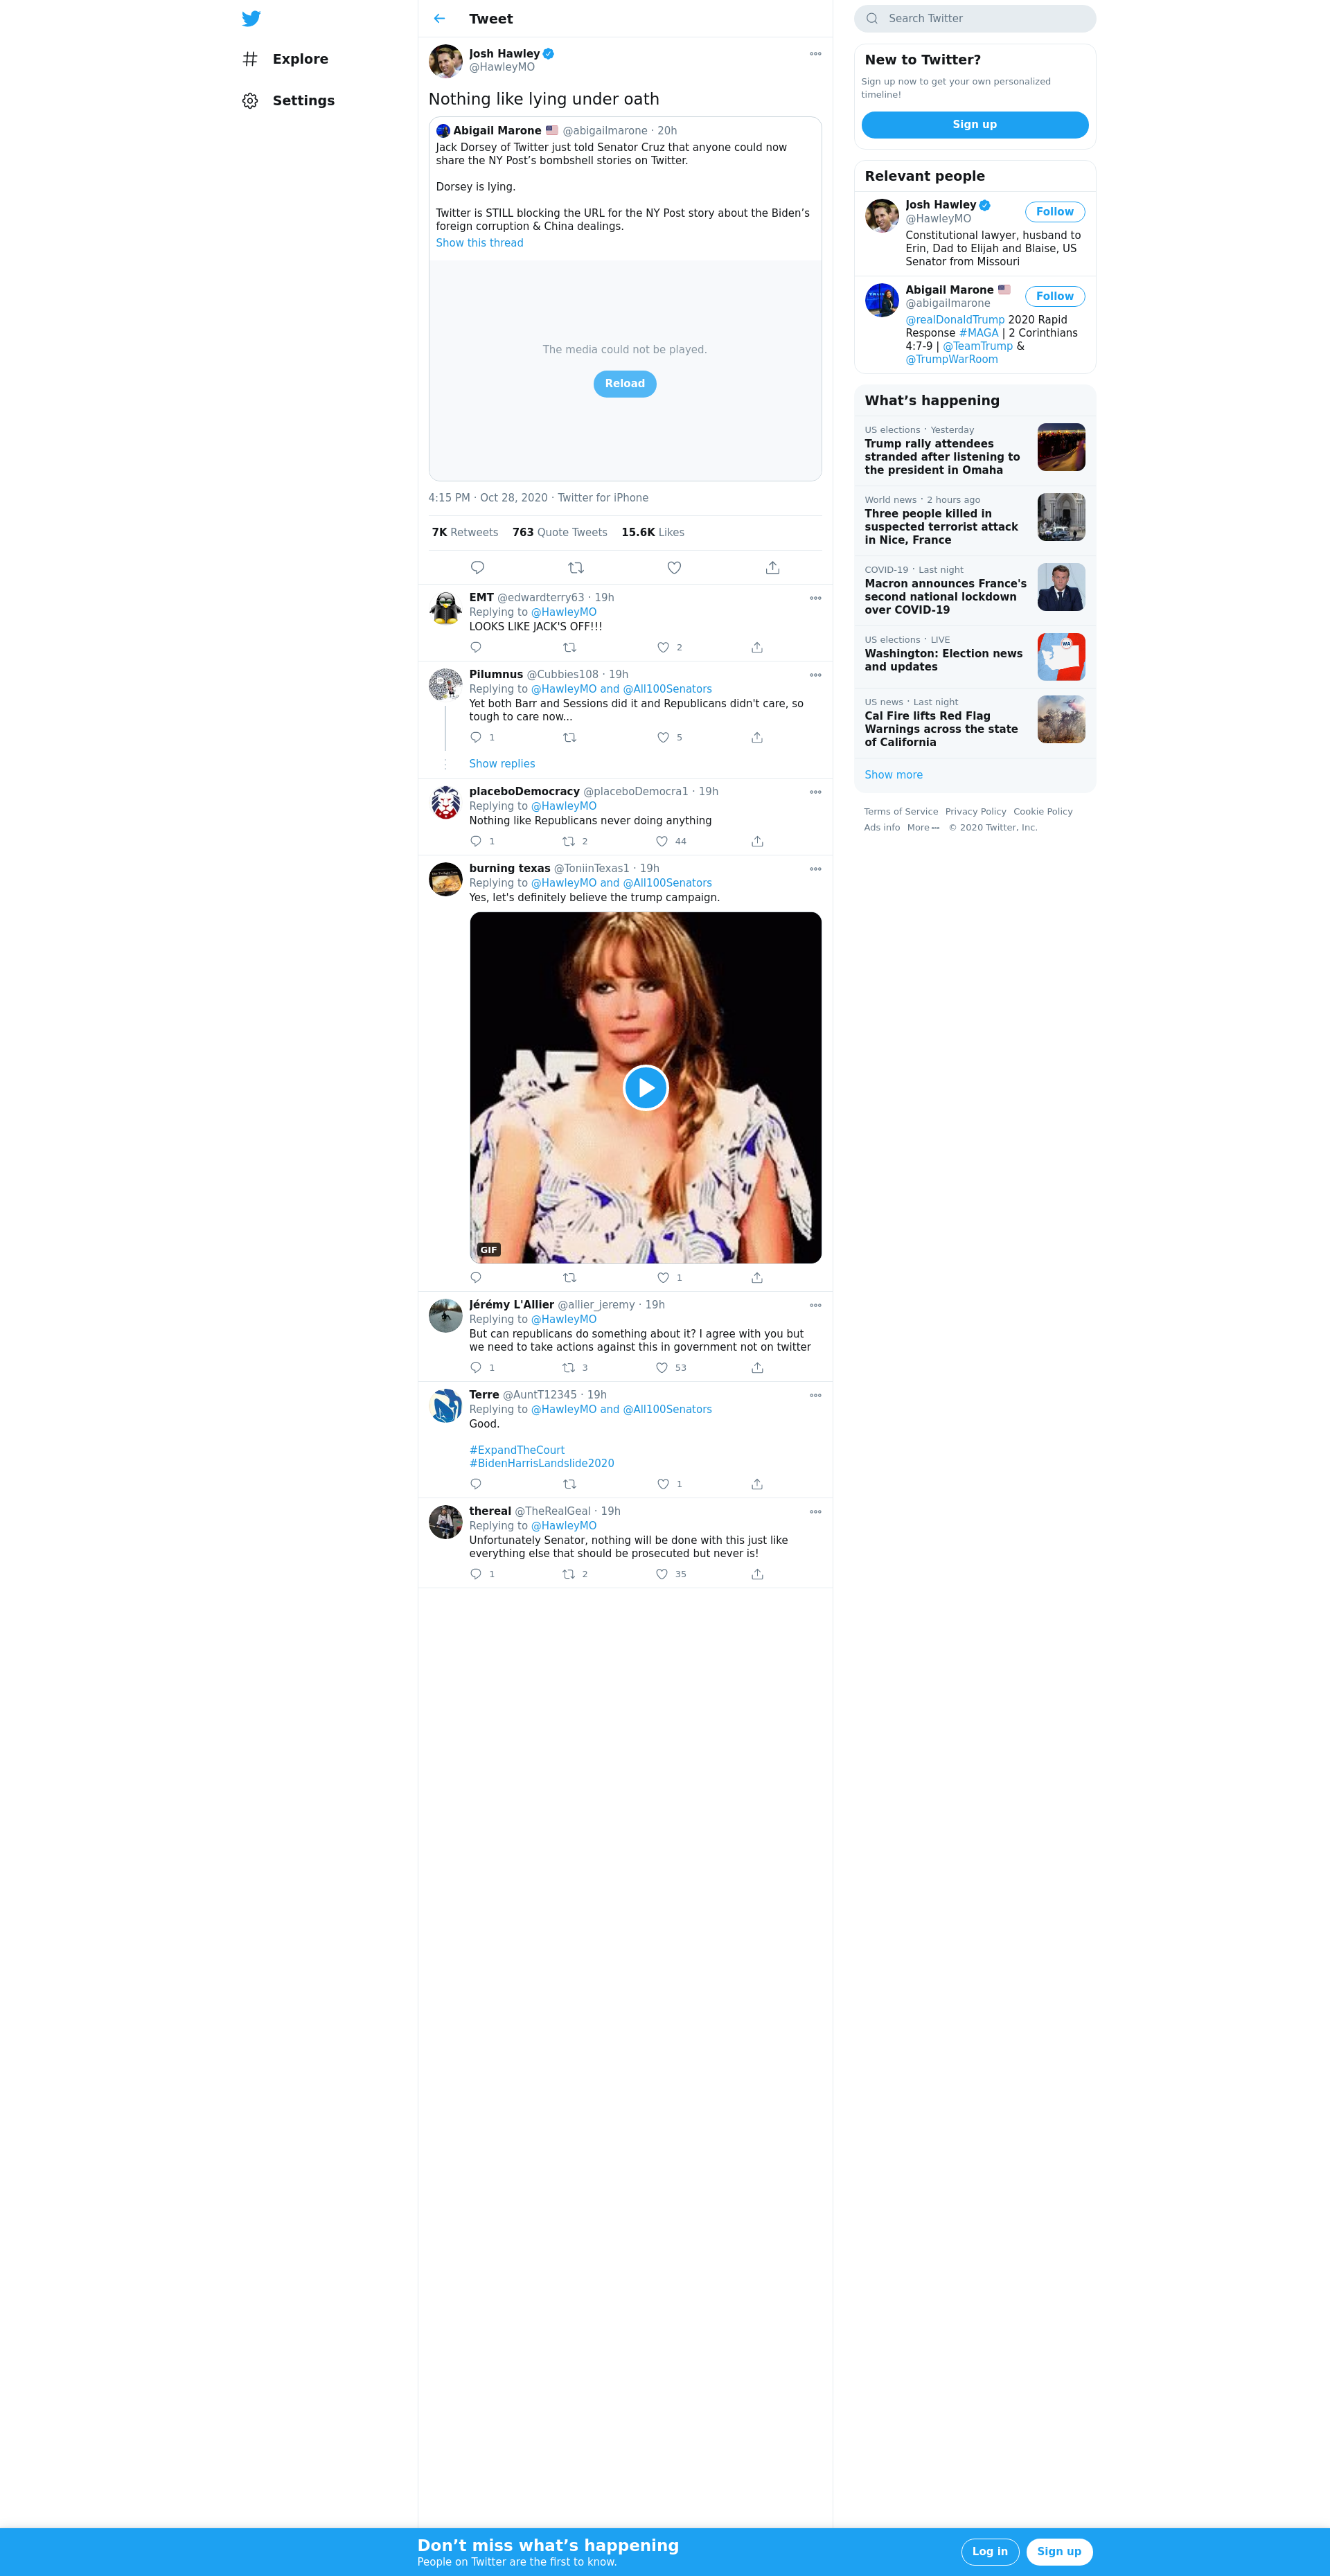 Explore
Settings
Tweet
Josh Hawley
@HawleyMO
Nothing like lying under oath
Abigail Marone 🇺🇸 @abigailmarone · 20h
Jack Dorsey of Twitter just told Senator Cruz that anyone could now
share the NY Post’s bombshell stories on Twitter.
Dorsey is lying.
Twitter is STILL blocking the URL for the NY Post story about the Biden’s
foreign corruption & China dealings.
Show this thread
The media could not be played.
Reload
4:15 PM · Oct 28, 2020 · Twitter for iPhone
7K Retweets 763 Quote Tweets 15.6K Likes
EMT @edwardterry63 · 19h
Replying to @HawleyMO
LOOKS LIKE JACK'S OFF!!!
2
Pilumnus @Cubbies108 · 19h
Replying to @HawleyMO and @All100Senators
Yet both Barr and Sessions did it and Republicans didn't care, so
tough to care now...
1 5
Show replies
placeboDemocracy @placeboDemocra1 · 19h
Replying to @HawleyMO
Nothing like Republicans never doing anything
1 2 44
burning texas @ToniinTexas1 · 19h
Replying to @HawleyMO and @All100Senators
Yes, let's definitely believe the trump campaign.
GIF
1
Jérémy L'Allier @allier_jeremy · 19h
Replying to @HawleyMO
But can republicans do something about it? I agree with you but
we need to take actions against this in government not on twitter
1 3 53
Terre @AuntT12345 · 19h
Replying to @HawleyMO and @All100Senators
Good.
#ExpandTheCourt
#BidenHarrisLandslide2020
1
thereal @TheRealGeal · 19h
Replying to @HawleyMO
Unfortunately Senator, nothing will be done with this just like
everything else that should be prosecuted but never is!
1 2 35
Search Twitter
New to Twitter?
Sign up now to get your own personalized
timeline!
Sign up
Relevant people
Josh Hawley
@HawleyMO
Follow
Constitutional lawyer, husband to
Erin, Dad to Elijah and Blaise, US
Senator from Missouri
Abigail Marone 🇺🇸
@abigailmarone
Follow
@realDonaldTrump 2020 Rapid
Response #MAGA | 2 Corinthians
4:7-9 | @TeamTrump &
@TrumpWarRoom
What’s happening
US elections · Yesterday
Trump rally attendees
stranded after listening to
the president in Omaha
World news · 2 hours ago
Three people killed in
suspected terrorist attack
in Nice, France
COVID-19 · Last night
Macron announces France's
second national lockdown
over COVID-19
US elections · LIVE
Washington: Election news
and updates
WA
US news · Last night
Cal Fire lifts Red Flag
Warnings across the state
of California
Show more
Terms of Service Privacy Policy Cookie Policy
Ads info More © 2020 Twitter, Inc.
Don’t miss what’s happening
People on Twitter are the first to know.
Log in
Sign up